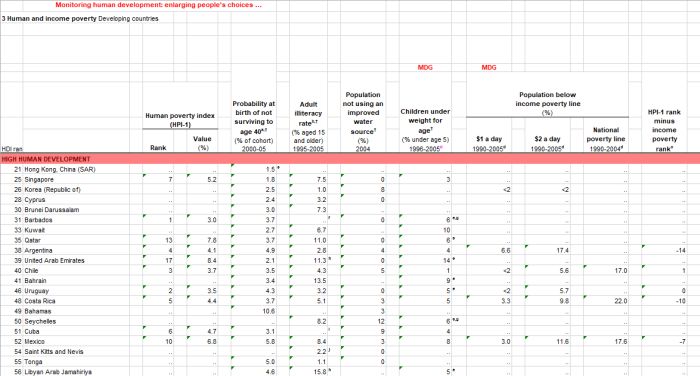 Monitoring human development: enlarging people's choices ...
3 Human and income poverty Developing countries
MDG MDG
Population below income poverty line (%)
Human poverty index (HPI-1)
Probability at birth of not surviving to age 40
(% of cohort)
2000-05
Adult illiteracy rate
(% aged 15 and older)
1995-2005
Population not using an improved water source
(%)
2004
Children under weight for age
(% under age 5)
1996-2005
$1 a day
1990-2005
$2 a day
1990-2005
National poverty line
1990-2004
HPI-1 rank minus income poverty rank
HDI ran Rank Value (%)
HIGH HUMAN DEVELOPMENT
21 Hong Kong, China (SAR) .. .. 1.5 .. .. .. .. .. .. ..
25 Singapore 7 5.2 1.8 7.5 0 3 .. .. .. ..
26 Korea (Republic of) .. .. 2.5 1.0 8 .. <2 <2 .. ..
28 Cyprus .. .. 2.4 3.2 0 .. .. .. .. ..
30 Brunei Darussalam .. .. 3.0 7.3 .. .. .. .. .. ..
31 Barbados 1 3.0 3.7 .. 0 6 .. .. .. ..
33 Kuwait .. .. 2.7 6.7 .. 10 .. .. .. ..
35 Qatar 13 7.8 3.7 11.0 0 6 .. .. .. ..
38 Argentina 4 4.1 4.9 2.8 4 4 6.6 17.4 .. -14
39 United Arab Emirates 17 8.4 2.1 11.3 0 14 .. .. .. ..
40 Chile 3 3.7 3.5 4.3 5 1 <2 5.6 17.0 1
41 Bahrain .. .. 3.4 13.5 .. 9 .. .. .. ..
46 Uruguay 2 3.5 4.3 3.2 0 5 <2 5.7 .. 0
48 Costa Rica 5 4.4 3.7 5.1 3 5 3.3 9.8 22.0 -10
49 Bahamas .. .. 10.6 .. 3 .. .. .. .. ..
50 Seychelles .. .. .. 8.2 12 6 .. .. .. ..
51 Cuba 6 4.7 3.1 .. 9 4 .. .. .. ..
52 Mexico 10 6.8 5.8 8.4 3 8 3.0 11.6 17.6 -7
54 Saint Kitts and Nevis .. .. .. 2.2 0 .. .. .. .. ..
55 Tonga .. .. 5.0 1.1 0 .. .. .. .. ..
56 Libyan Arab Jamahiriya .. .. 4.6 15.8 .. 5 .. .. .. ..